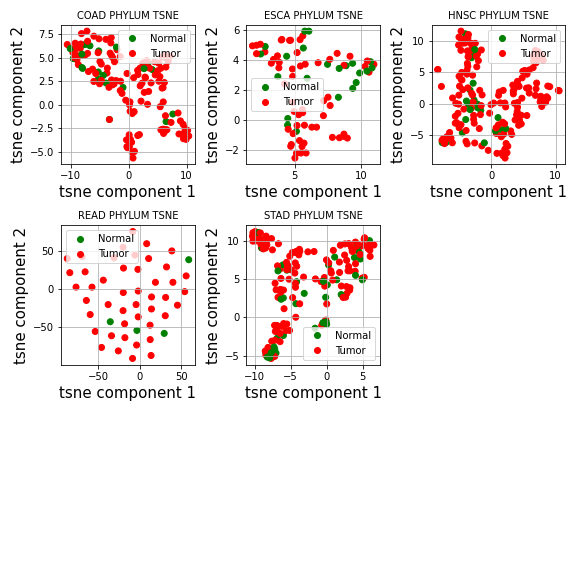 COAD PHYLUM TSNE
ESCA PHYLUM TSNE
HNSC PHYLUM TSNE
tsne component 2
7.5
5.0
2.5
0.0
−2.5
−5.0
Normal
Tumor
−10
0
10
tsne component 1
tsne component 2
6
4
2
0
−2
Normal
Tumor
5
10
tsne component 1
tsne component 2
10
5
0
−5
Normal
Tumor
0
10
tsne component 1
READ PHYLUM TSNE
STAD PHYLUM TSNE
tsne component 2
50
0
−50
Normal
Tumor
−50
0
50
tsne component 1
tsne component 2
10
5
0
−5
Normal
Tumor
−10
−5
0
5
tsne component 1